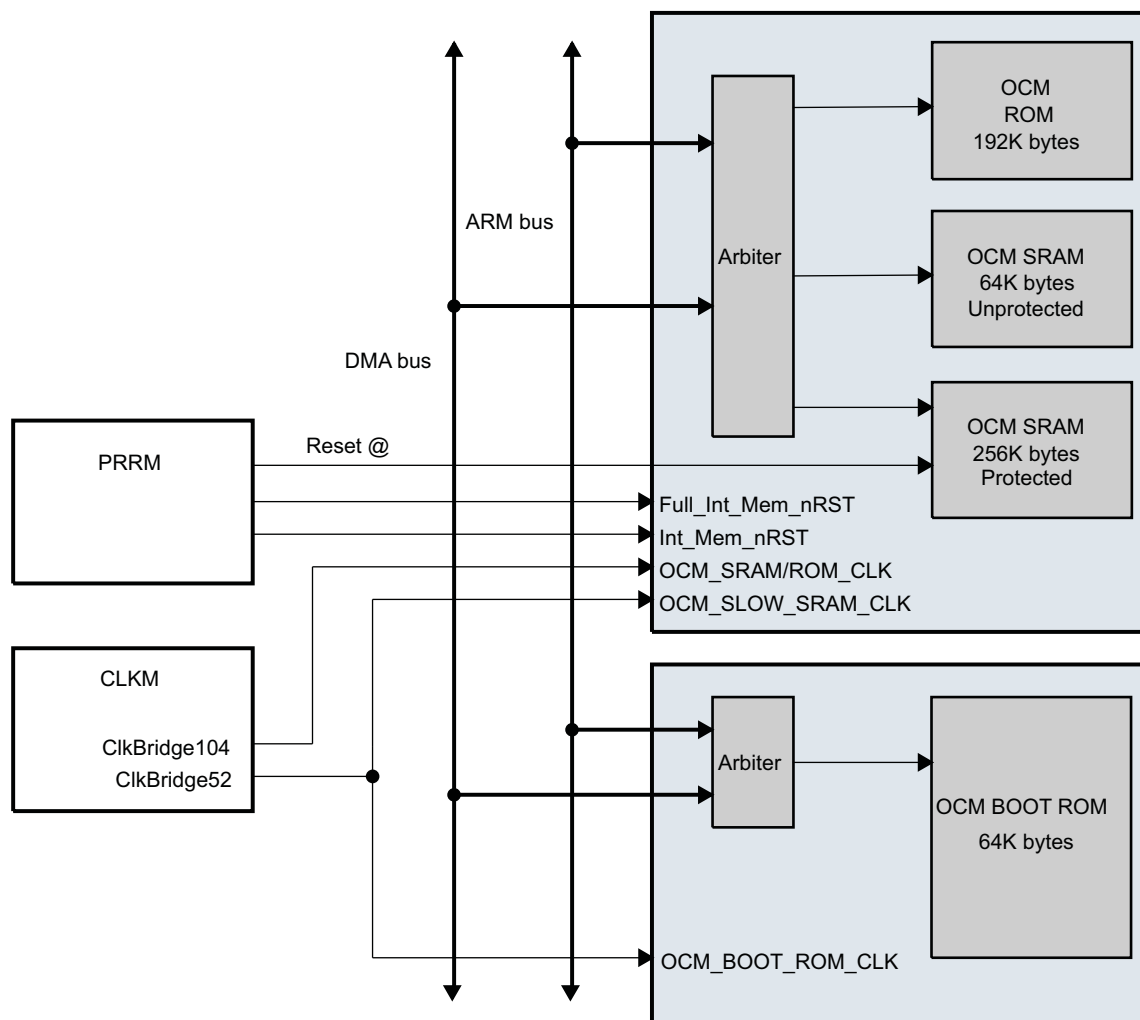 OCM
ROM
192K bytes
ARM bus
Arbiter
OCM SRAM
64K bytes
Unprotected
DMA bus
OCM SRAM
256K bytes
Protected
PRRM
Reset @
Full_Int_Mem_nRST
Int_Mem_nRST
OCM_SRAM/ROM_CLK
OCM_SLOW_SRAM_CLK
CLKM
ClkBridge104
ClkBridge52
Arbiter
OCM BOOT ROM
64K bytes
OCM_BOOT_ROM_CLK